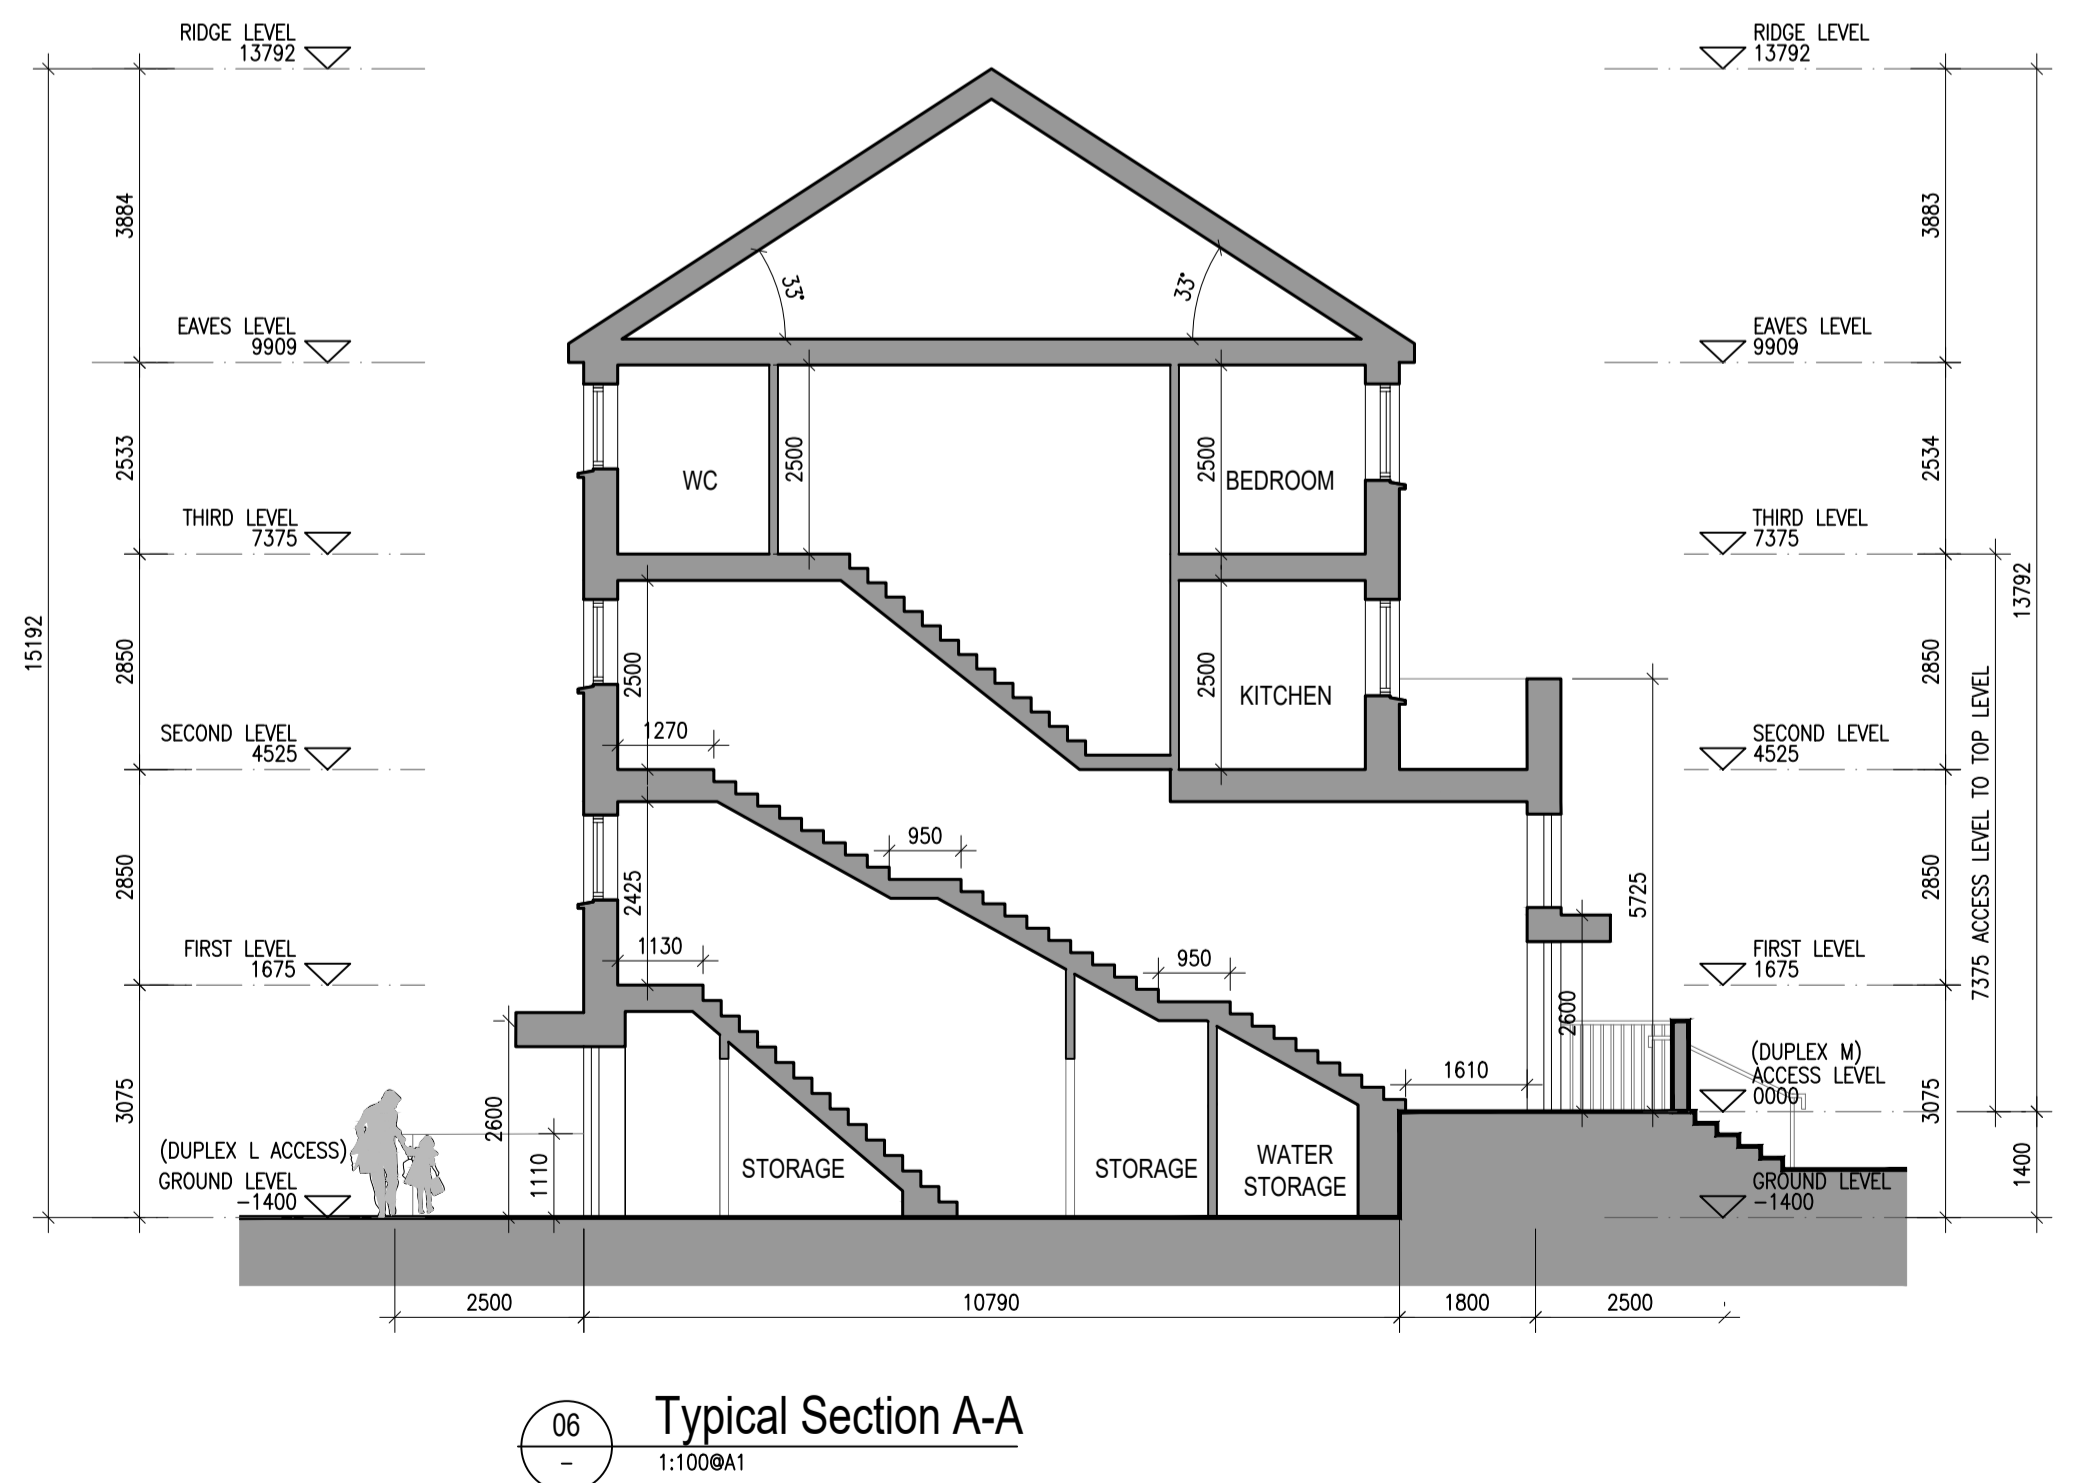 RIDGE LEVEL
13792
RIDGE LEVEL
13792
3884
3883
33°
33°
EAVES LEVEL
9909
EAVES LEVEL
9909
2533
2500
2500
2534
WC
BEDROOM
THIRD LEVEL
7375
THIRD LEVEL
7375
15192
2850
2500
2500
KITCHEN
2850
13792
7375 ACCESS LEVEL TO TOP LEVEL
1270
SECOND LEVEL
4525
SECOND LEVEL
4525
950
2850
2425
5725
2850
1130
950
FIRST LEVEL
1675
FIRST LEVEL
1675
2600
1610
(DUPLEX M)
ACCESS LEVEL
0000
3075
2600
3075
(DUPLEX L ACCESS)
GROUND LEVEL
-1400
1110
STORAGE
STORAGE
WATER
STORAGE
GROUND LEVEL
-1400
1400
2500
10790
1800
2500
06
-
Typical Section A-A
1:100@A1